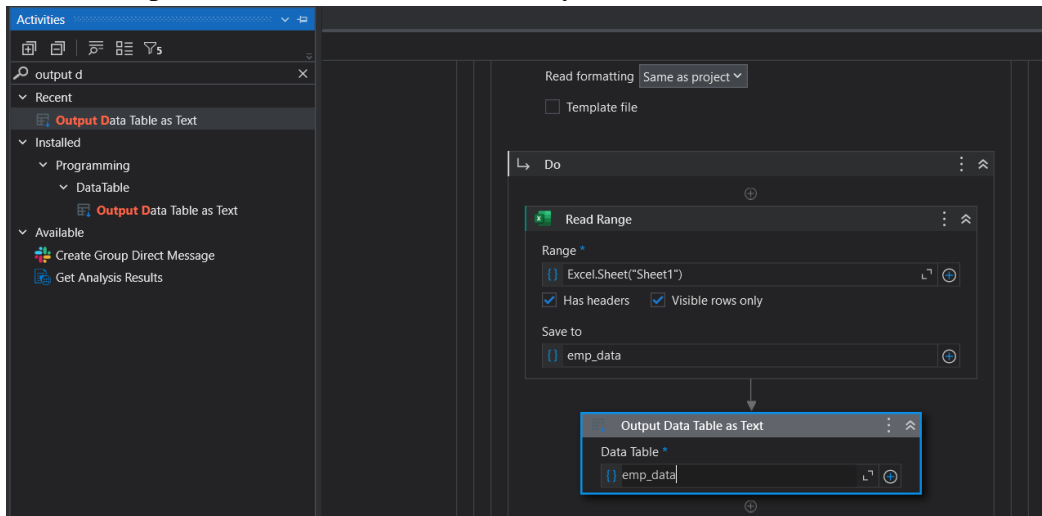 Activities
5
output d
Recent
Output Data Table as Text
Installed
Programming
DataTable
Output Data Table as Text
Available
Create Group Direct Message
Get Analysis Results
Read formatting Same as project
Template file
Do
Read Range
Range *
Excel.Sheet("Sheet1")
Has headers Visible rows only
Save to
emp_data
Output Data Table as Text
Data Table *
emp_data